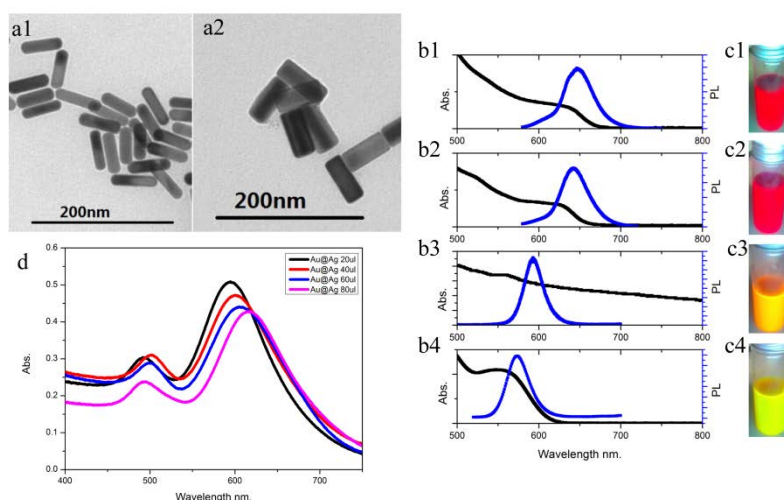 a1
200nm
a2
200nm
b1
Abs.
PL
500 600 700 800
c1
b2
Abs.
PL
500 600 700 800
c2
b3
Abs.
PL
500 600 700 800
c3
b4
Abs.
PL
500 600 700 800
Wavelength nm.
c4
d
Au@Ag 20ul
Au@Ag 40ul
Au@Ag 60ul
Au@Ag 80ul
Abs.
0.6
0.5
0.4
0.3
0.2
0.1
0.0
400 500 600 700
Wavelength nm.